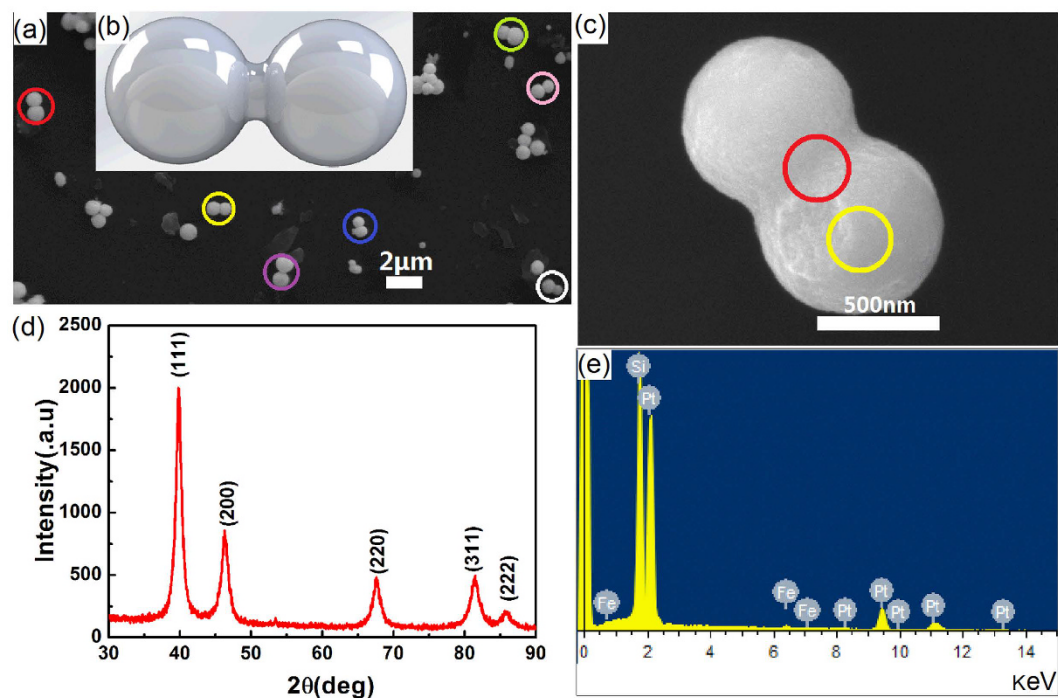 (a)
(b)
2μm
(c)
500nm
(d)
2500
2000
1500
1000
500
0
Intensity(.a.u)
(111)
(200)
(220)
(311)
(222)
30 40 50 60 70 80 90
2θ(deg)
(e)
Si
Pt
Fe
Fe
Fe
Pt
Pt
Pt
Pt
Pt
0 2 4 6 8 10 12 14
KeV